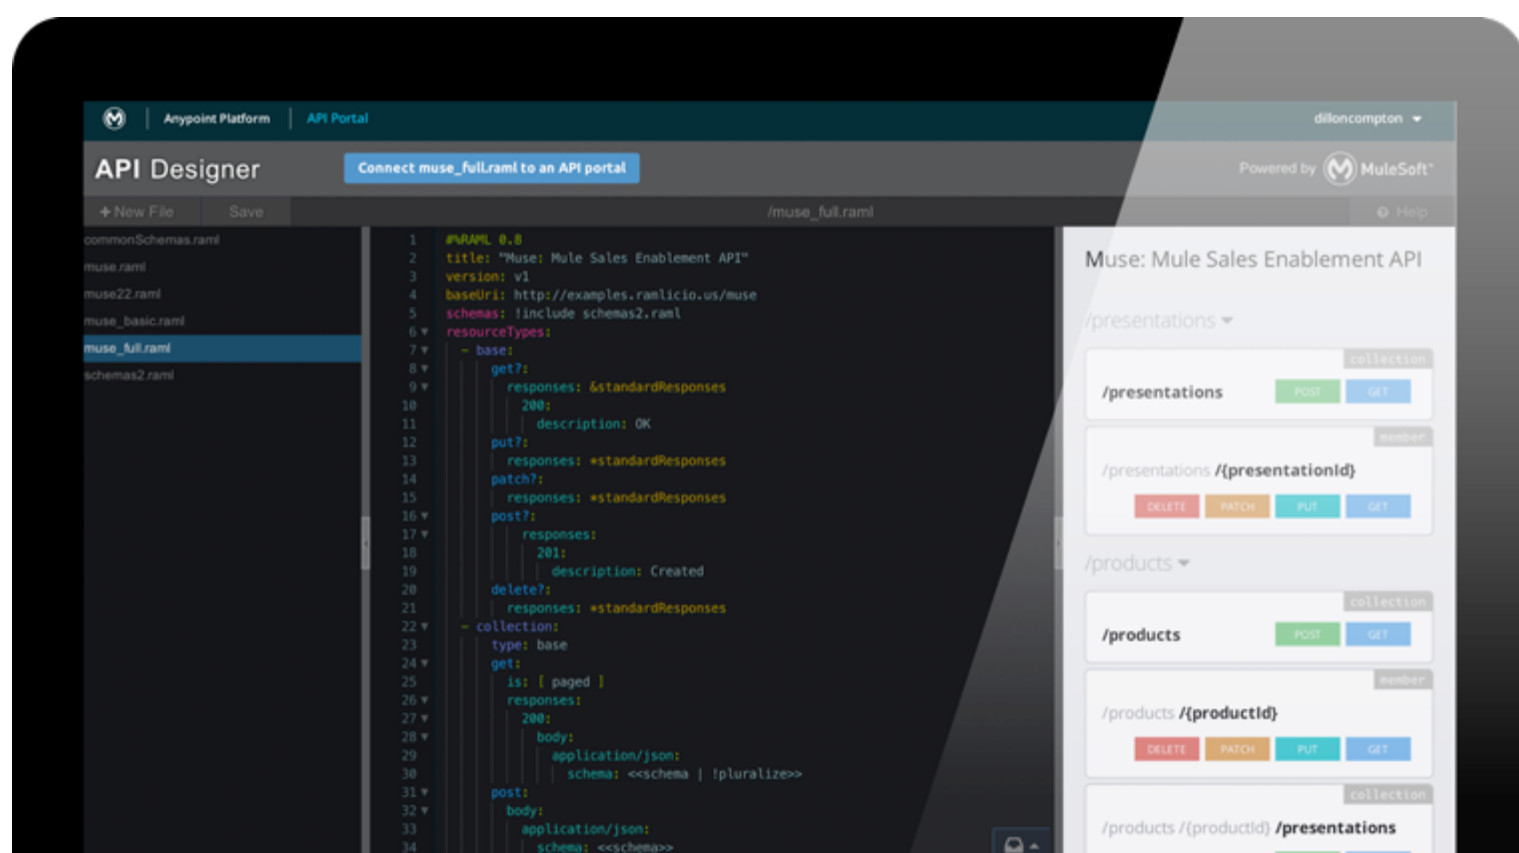 Anypoint Platform API Portal dilloncompton
API Designer Connect muse_full.raml to an API portal Powered by MuleSoft™
+ New File Save /muse_full.raml Help
commonSchemas.raml
muse.raml
muse22.raml
muse_basic.raml
muse_full.raml
schemas2.raml
1 #%RAML 0.8
2 title: "Muse: Mule Sales Enablement API"
3 version: v1
4 baseUri: http://examples.ramlicio.us/muse
5 schemas: !include schemas2.raml
6 resourceTypes:
7 - base:
8 get?:
9 responses: &standardResponses
10 200:
11 description: OK
12 put?:
13 responses: *standardResponses
14 patch?:
15 responses: *standardResponses
16 post?:
17 responses:
18 201:
19 description: Created
20 delete?:
21 responses: *standardResponses
22 - collection:
23 type: base
24 get:
25 is: [ paged ]
26 responses:
27 200:
28 body:
29 application/json:
30 schema: <<schema | !pluralize>>
31 post:
32 body:
33 application/json:
34 schema: <<schema>>
Muse: Mule Sales Enablement API
/presentations
collection
/presentations POST GET
member
/presentations /{presentationId}
DELETE PATCH PUT GET
/products
collection
/products POST GET
member
/products /{productId}
DELETE PATCH PUT GET
collection
/products /{productId} /presentations